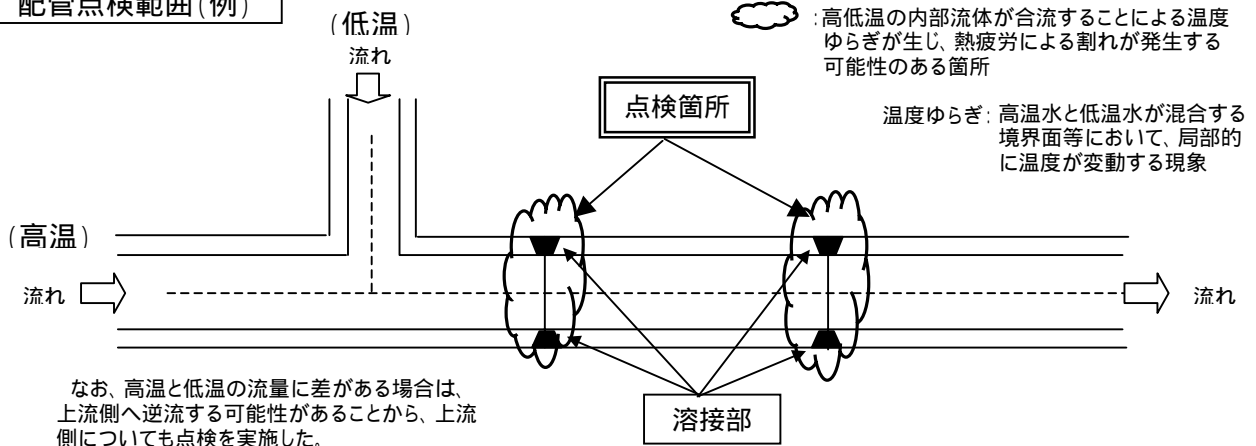 配管点検範囲(例)
(低温)
流れ
:高低温の内部流体が合流することによる温度
ゆらぎが生じ、熱疲労による割れが発生する
可能性のある箇所
点検箇所
温度ゆらぎ: 高温水と低温水が混合する
境界面等において、局部的
に温度が変動する現象
(高温)
流れ
流れ
なお、高温と低温の流量に差がある場合は、
上流側へ逆流する可能性があることから、上流
側についても点検を実施した。
溶接部